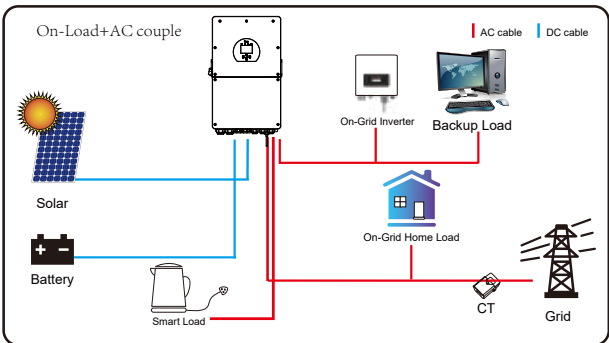 On-Load+AC couple
AC cable
DC cable
On-Grid Inverter
Backup Load
Solar
On-Grid Home Load
Battery
Smart Load
CT
Grid